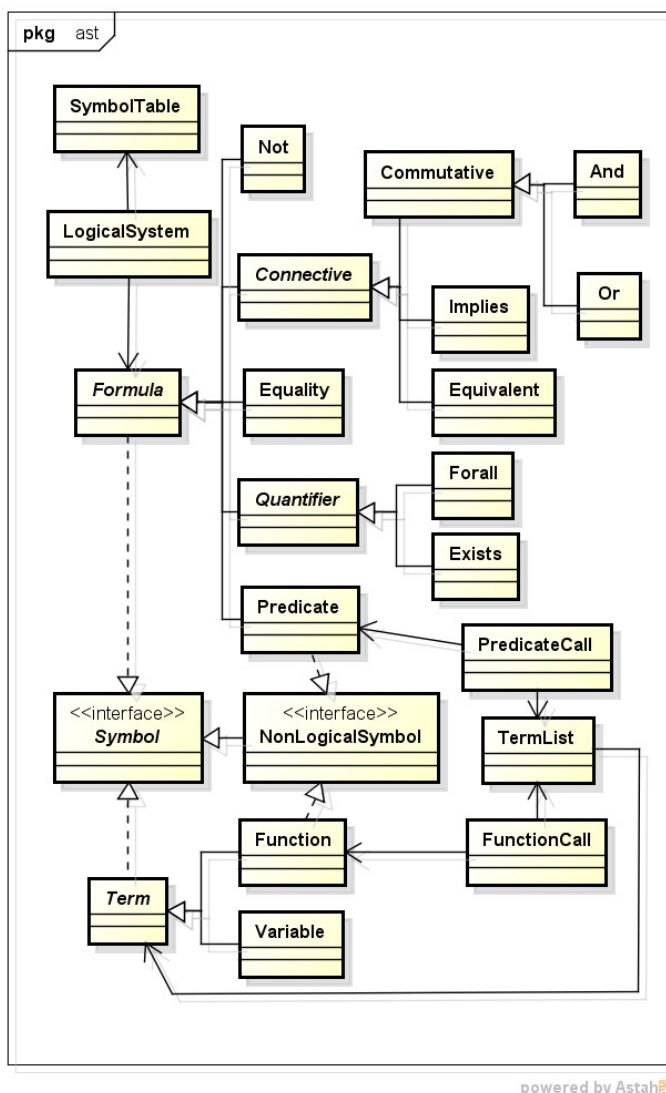 pkg ast
SymbolTable
Not
Commutative
And
LogicalSystem
Connective
Implies
Or
Formula
Equality
Equivalent
Quantifier
Forall
Exists
Predicate
PredicateCall
<<interface>>
Symbol
<<interface>>
NonLogicalSymbol
TermList
Function
FunctionCall
Term
Variable
powered by Astah